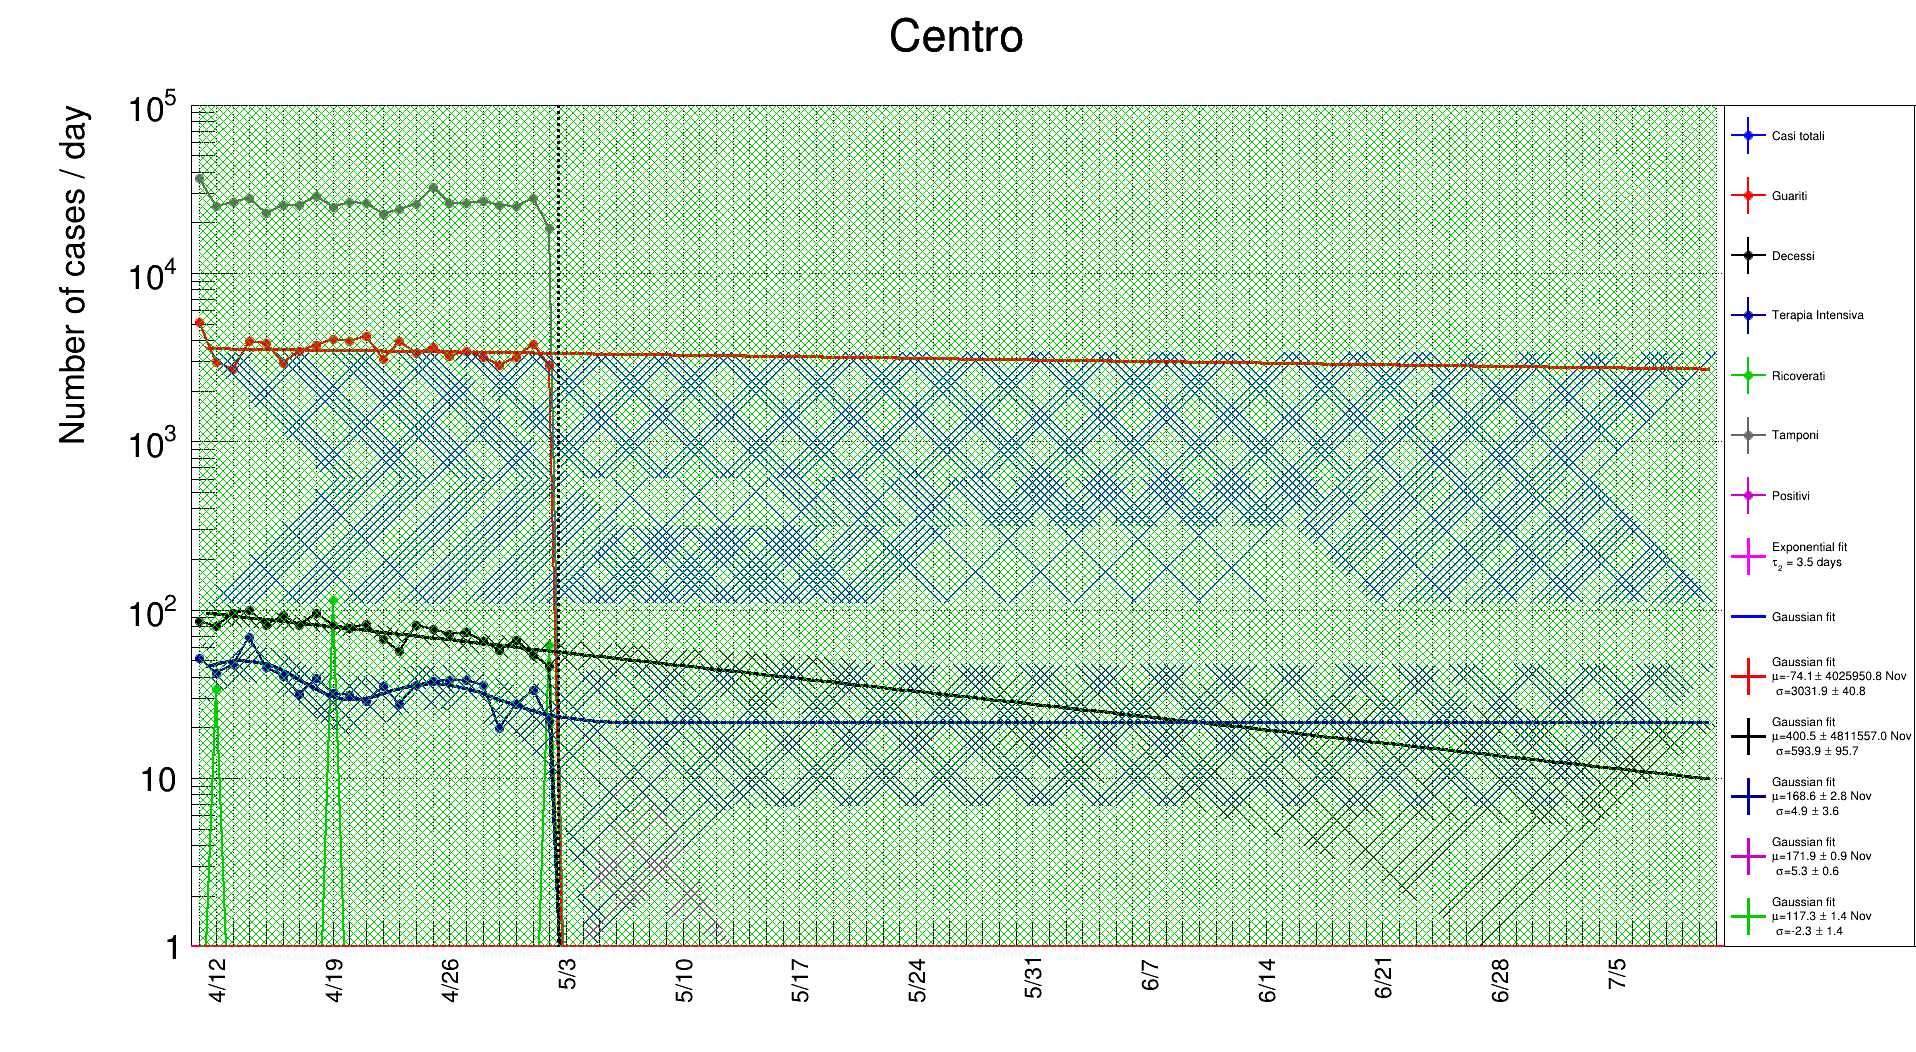 Centro
Number of cases / day
10^5
10^4
10^3
10^2
10
1
4/12
4/19
4/26
5/3
5/10
5/17
5/24
5/31
6/7
6/14
6/21
6/28
7/5
Casi totali
Guariti
Decessi
Terapia Intensiva
Ricoverati
Tamponi
Positivi
Exponential fit
τ_2 = 3.5 days
Gaussian fit
Gaussian fit
μ=-74.1 ± 4025950.8 Nov
σ=3031.9 ± 40.8
Gaussian fit
μ=400.5 ± 4811557.0 Nov
σ=593.9 ± 95.7
Gaussian fit
μ=168.6 ± 2.8 Nov
σ=4.9 ± 3.6
Gaussian fit
μ=171.9 ± 0.9 Nov
σ=5.3 ± 0.6
Gaussian fit
μ=117.3 ± 1.4 Nov
σ=-2.3 ± 1.4